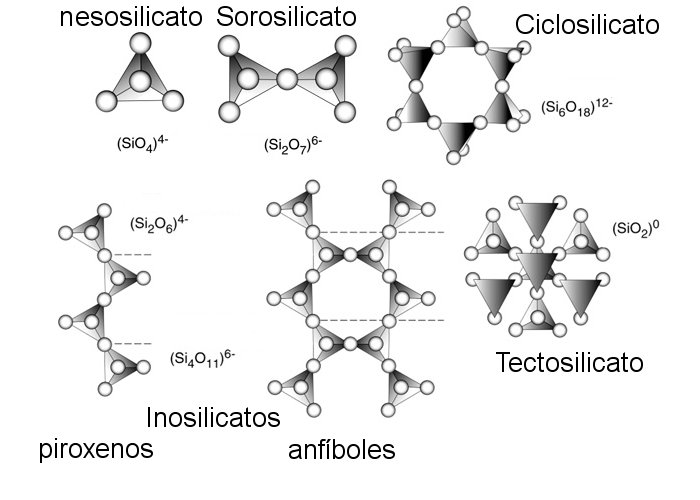 nesosilicato
Sorosilicato
Ciclosilicato
(SiO4)4-
(Si2O7)6-
(Si6O18)12-
(Si2O6)4-
(SiO2)0
(Si4O11)6-
Tectosilicato
Inosilicatos
piroxenos
anfíboles